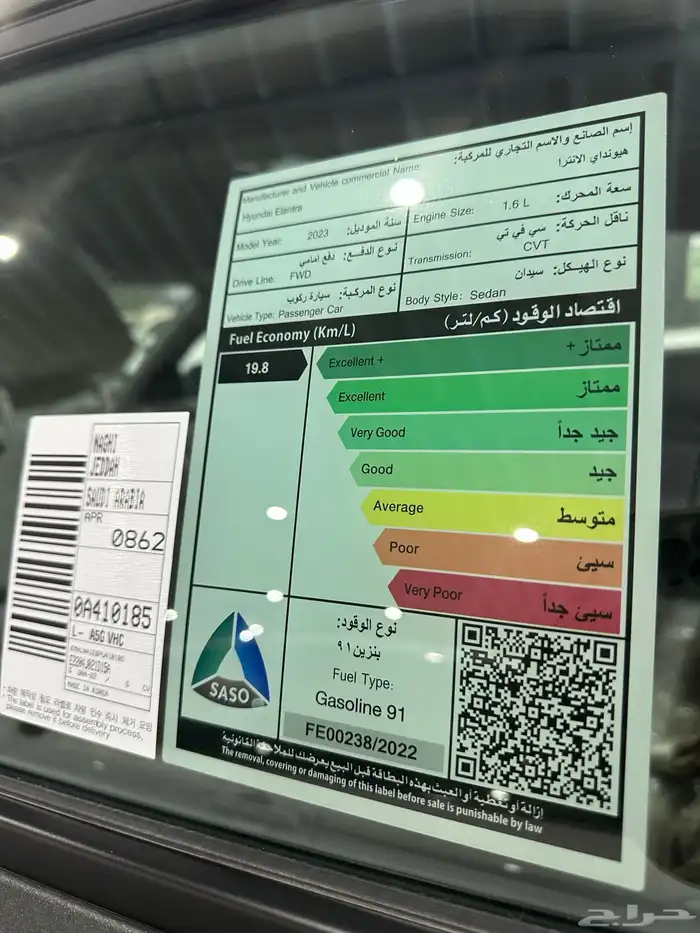 إسم الصانع والاسم التجاري للمركبة:
هيونداي الانترا
Manufacturer and Vehicle commercial Name:
Hyundai Elantra
سعة المحرك:
Engine Size: 1.6 L
سنة الموديل:
Model Year: 2023
ناقل الحركة: سي في تي
Transmission: CVT
نوع الدفع: دفع أمامي
Drive Line: FWD
نوع الهيكل: سيدان
Body Style: Sedan
نوع المركبة: سيارة ركوب
Vehicle Type: Passenger Car
اقتصاد الوقود (كم/لتر)
Fuel Economy (Km/L)
19.8
Excellent + ممتاز +
Excellent ممتاز
Very Good جيد جداً
Good جيد
Average متوسط
Poor سيئ
Very Poor سيئ جداً
SASO
نوع الوقود:
بنزين ٩١
Fuel Type:
Gasoline 91
FE00238/2022
إزالة أو تغطية أو العبث بهذه البطاقة قبل البيع يعرضك للملاحقة القانونية
The removal, covering or damaging of this label before sale is punishable by law
NAGHI
JEDDAH
SAUDI ARABIA
APR
0862
0A410185
L- A5G VHC
MADE IN KOREA
The label is used for assembly process,
please remove it before delivery
حراج